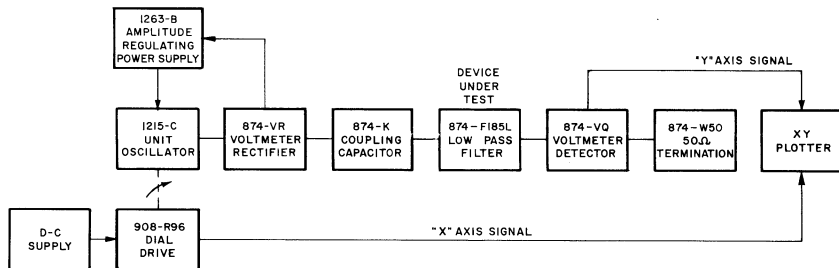 1263-B
AMPLITUDE
REGULATING
POWER SUPPLY
"Y" AXIS SIGNAL
DEVICE
UNDER
TEST
1215-C
UNIT
OSCILLATOR
874-VR
VOLTMETER
RECTIFIER
874-K
COUPLING
CAPACITOR
874-F185L
LOW PASS
FILTER
874-VQ
VOLTMETER
DETECTOR
874-W50
50Ω
TERMINATION
XY
PLOTTER
D-C
SUPPLY
908-R96
DIAL
DRIVE
"X" AXIS SIGNAL